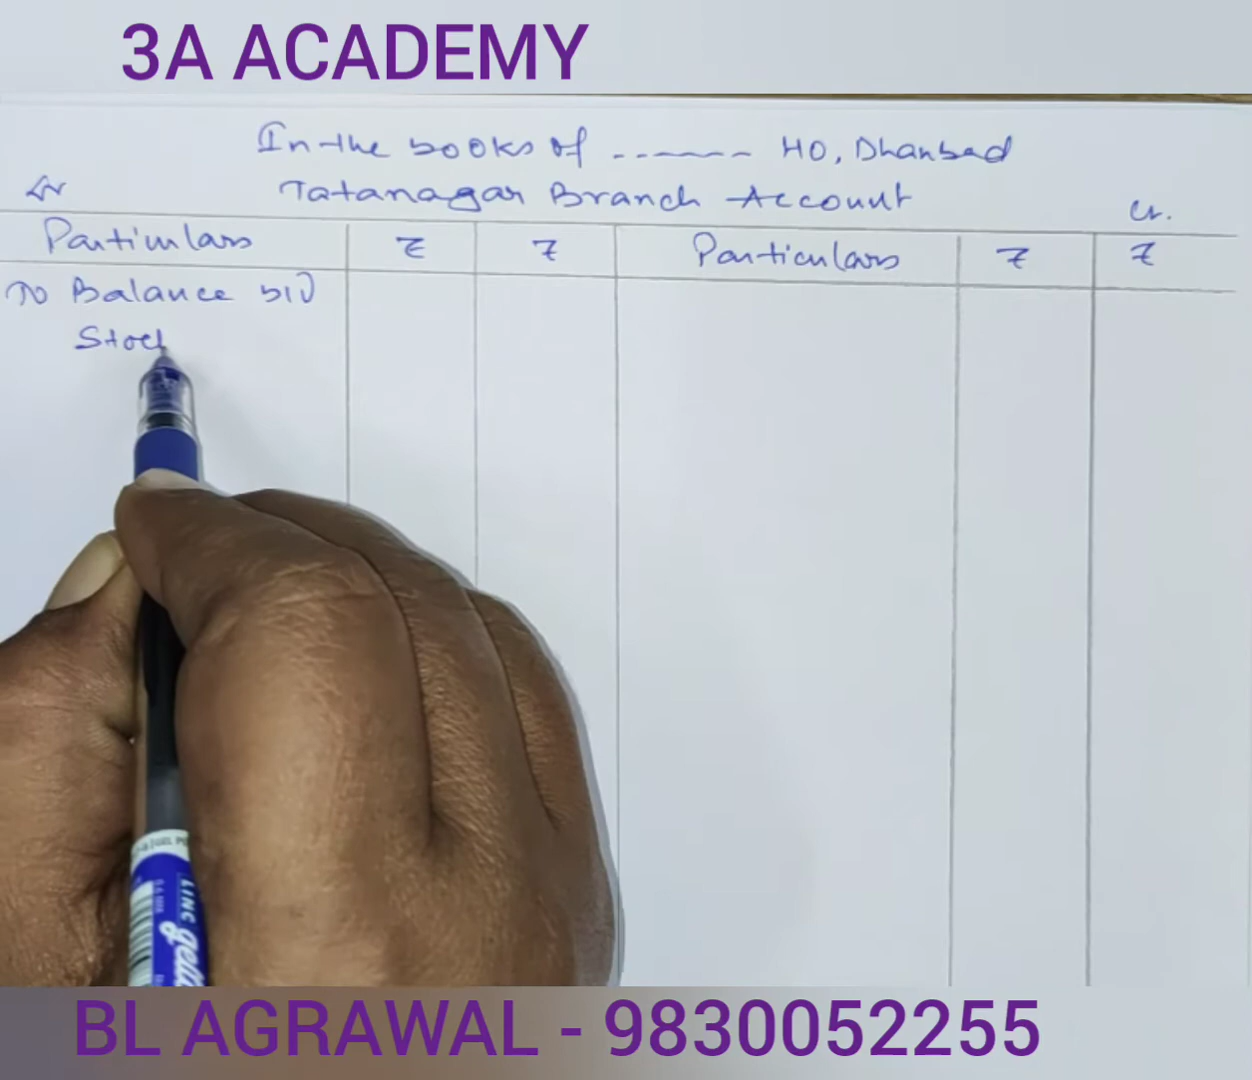 3A ACADEMY
In the books of ------- HO, Dhanbad
Dr Tatanagar Branch Account Cr.
Particulars ₹ ₹ Particulars ₹ ₹
To Balance b/d
Stock
LINC
BL AGRAWAL - 9830052255